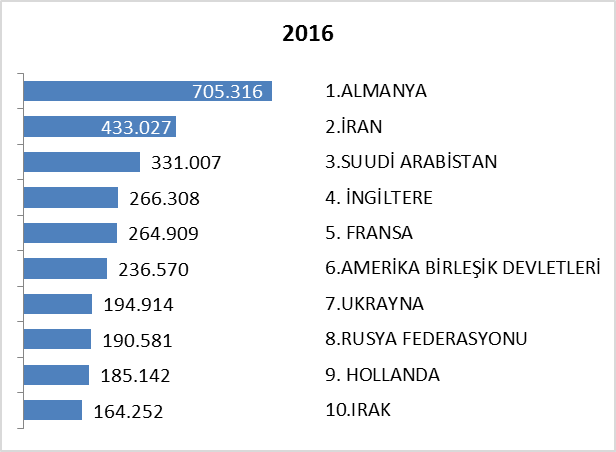 2016
705.316 1.ALMANYA
433.027 2.İRAN
331.007 3.SUUDİ ARABİSTAN
266.308 4. İNGİLTERE
264.909 5. FRANSA
236.570 6.AMERİKA BİRLEŞİK DEVLETLERİ
194.914 7.UKRAYNA
190.581 8.RUSYA FEDERASYONU
185.142 9. HOLLANDA
164.252 10.IRAK